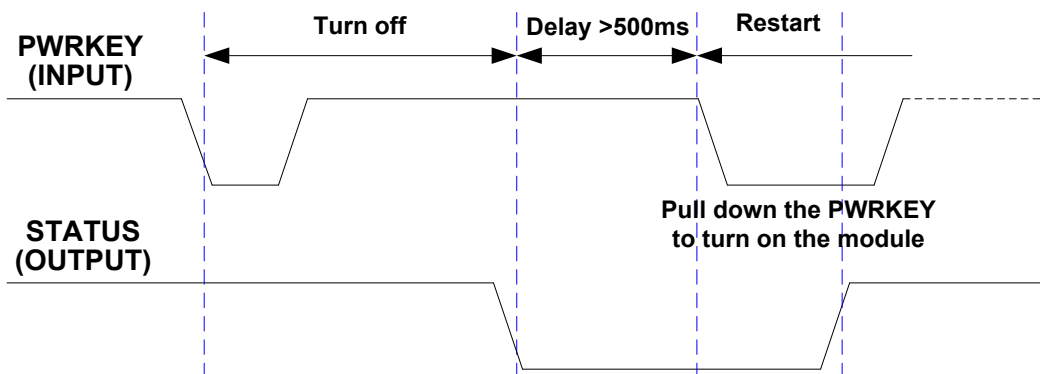 Turn off
Delay >500ms
Restart
PWRKEY
(INPUT)
Pull down the PWRKEY
to turn on the module
STATUS
(OUTPUT)